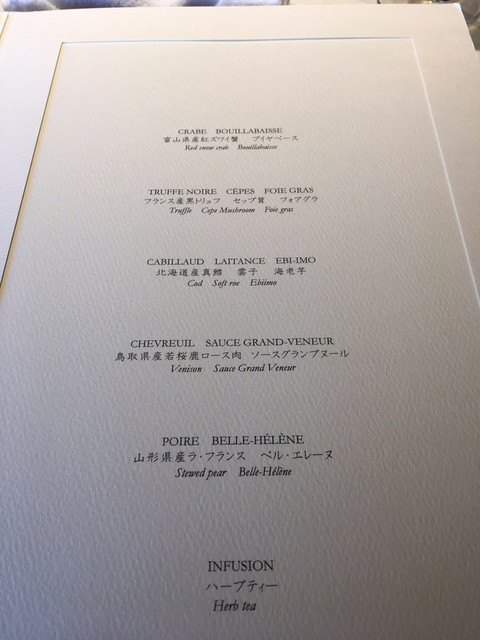 CRABE BOUILLABAISSE
富山県産紅ズワイ蟹 ブイヤベース
Red snow crab Bouillabaisse
TRUFFE NOIRE CÈPES FOIE GRAS
フランス産黒トリュフ セップ茸 フォアグラ
Truffle Cepe Mushroom Foie gras
CABILLAUD LAITANCE EBI-IMO
北海道産真鱈 雲子 海老芋
Cod Soft roe Ebiimo
CHEVREUIL SAUCE GRAND-VENEUR
鳥取県産若桜鹿ロース肉 ソースグランブヌール
Venison Sauce Grand Veneur
POIRE BELLE-HÉLÈNE
山形県産ラ・フランス ベル・エレーヌ
Stewed pear Belle-Hélène
INFUSION
ハーブティー
Herb tea